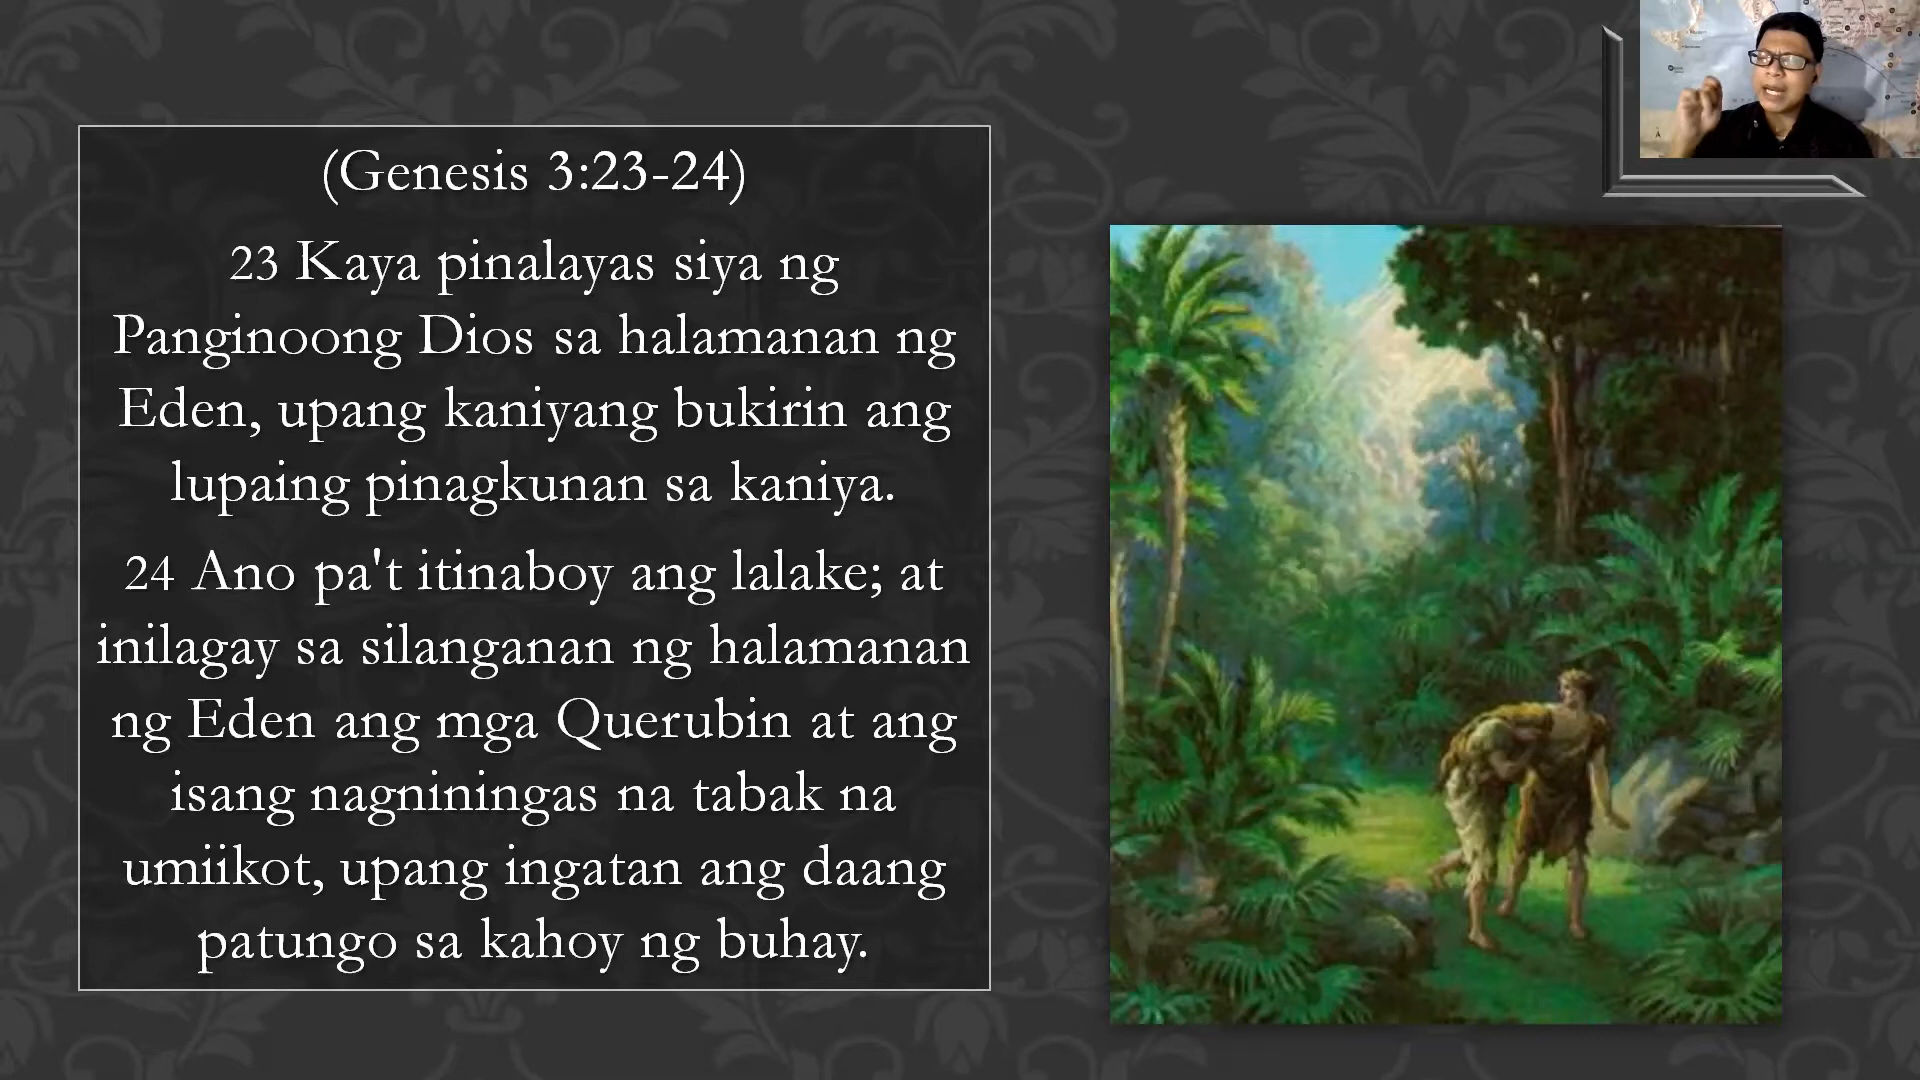 (Genesis 3:23-24)
23 Kaya pinalayas siya ng
Panginoong Dios sa halamanan ng
Eden, upang kaniyang bukirin ang
lupaing pinagkunan sa kaniya.
24 Ano pa't itinaboy ang lalake; at
inilagay sa silanganan ng halamanan
ng Eden ang mga Querubin at ang
isang nagniningas na tabak na
umiikot, upang ingatan ang daang
patungo sa kahoy ng buhay.